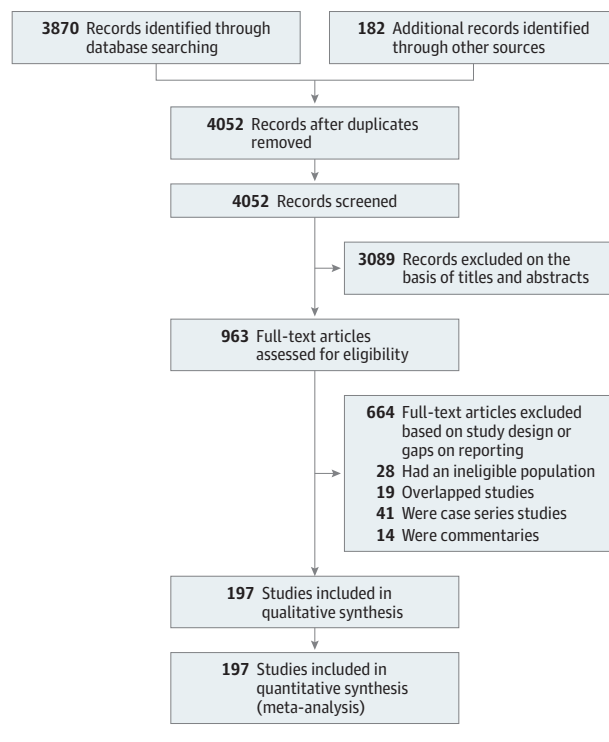 3870 Records identified through
database searching
182 Additional records identified
through other sources
4052 Records after duplicates
removed
4052 Records screened
3089 Records excluded on the
basis of titles and abstracts
963 Full-text articles
assessed for eligibility
664 Full-text articles excluded
based on study design or
gaps on reporting
28 Had an ineligible population
19 Overlapped studies
41 Were case series studies
14 Were commentaries
197 Studies included in
qualitative synthesis
197 Studies included in
quantitative synthesis
(meta-analysis)